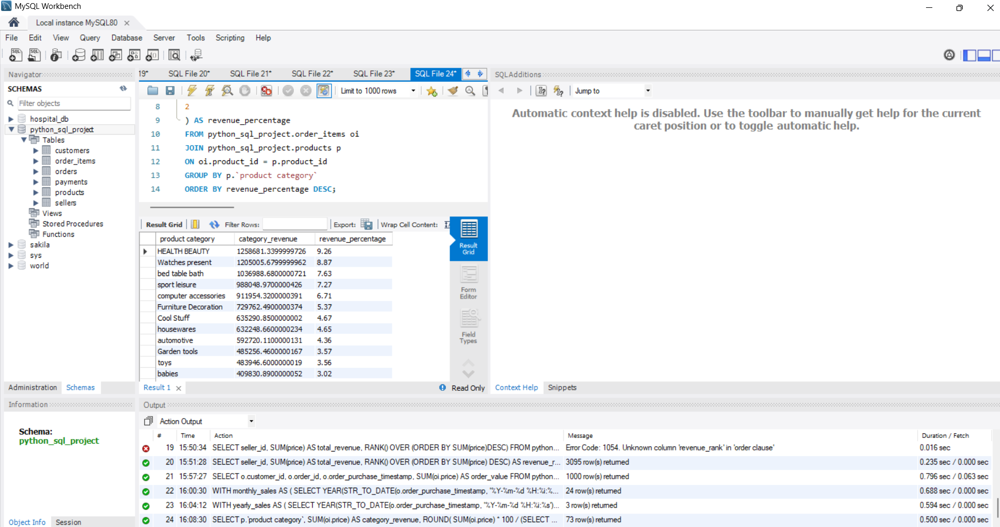 MySQL Workbench
Local instance MySQL80
File Edit View Query Database Server Tools Scripting Help
Navigator
SCHEMAS
Filter objects
hospital_db
python_sql_project
Tables
customers
order_items
orders
payments
products
sellers
Views
Stored Procedures
Functions
sakila
sys
world
Administration Schemas
Information
Schema:
python_sql_project
Object Info Session
19* SQL File 20* SQL File 21* SQL File 22* SQL File 23* SQL File 24*
Limit to 1000 rows
8 2
9 ) AS revenue_percentage
10 FROM python_sql_project.order_items oi
11 JOIN python_sql_project.products p
12 ON oi.product_id = p.product_id
13 GROUP BY p.`product category`
14 ORDER BY revenue_percentage DESC;
Result Grid Filter Rows: Export: Wrap Cell Content:
product category category_revenue revenue_percentage
HEALTH BEAUTY 1258681.3399999726 9.26
Watches present 1205005.6799999962 8.87
bed table bath 1036988.6800000721 7.63
sport leisure 988048.9700000426 7.27
computer accessories 911954.3200000391 6.71
Furniture Decoration 729762.4900000374 5.37
Cool Stuff 635290.8500000002 4.67
housewares 632248.6600000234 4.65
automotive 592720.1100000131 4.36
Garden tools 485256.4600000167 3.57
toys 483946.6000000019 3.56
babies 409830.8900000052 3.02
Result
Grid
Form
Editor
Field
Types
Result 1
Read Only
SQLAdditions
Jump to
Automatic context help is disabled. Use the toolbar to manually get help for the current
caret position or to toggle automatic help.
Context Help Snippets
Output
Action Output
# Time Action Message Duration / Fetch
19 15:50:34 SELECT seller_id, SUM(price) AS total_revenue, RANK() OVER (ORDER BY SUM(price)DESC) FROM python... Error Code: 1054. Unknown column 'revenue_rank' in 'order clause' 0.016 sec
20 15:51:28 SELECT seller_id, SUM(price) AS total_revenue, RANK() OVER (ORDER BY SUM(price) DESC) AS revenue_r... 3095 row(s) returned 0.235 sec / 0.000 sec
21 15:57:27 SELECT o.customer_id, o.order_id, o.order_purchase_timestamp, SUM(oi.price) AS order_value FROM python... 1000 row(s) returned 0.796 sec / 0.063 sec
22 16:00:30 WITH monthly_sales AS ( SELECT YEAR(STR_TO_DATE(o.order_purchase_timestamp, '%Y-%m-%d %H:%i:%... 24 row(s) returned 0.688 sec / 0.000 sec
23 16:04:12 WITH yearly_sales AS ( SELECT YEAR(STR_TO_DATE(o.order_purchase_timestamp, '%Y-%m-%d %H:%i:%s')... 3 row(s) returned 0.594 sec / 0.000 sec
24 16:08:30 SELECT p.`product category`, SUM(oi.price) AS category_revenue, ROUND( SUM(oi.price) * 100 / (SELECT ... 73 row(s) returned 0.500 sec / 0.000 sec